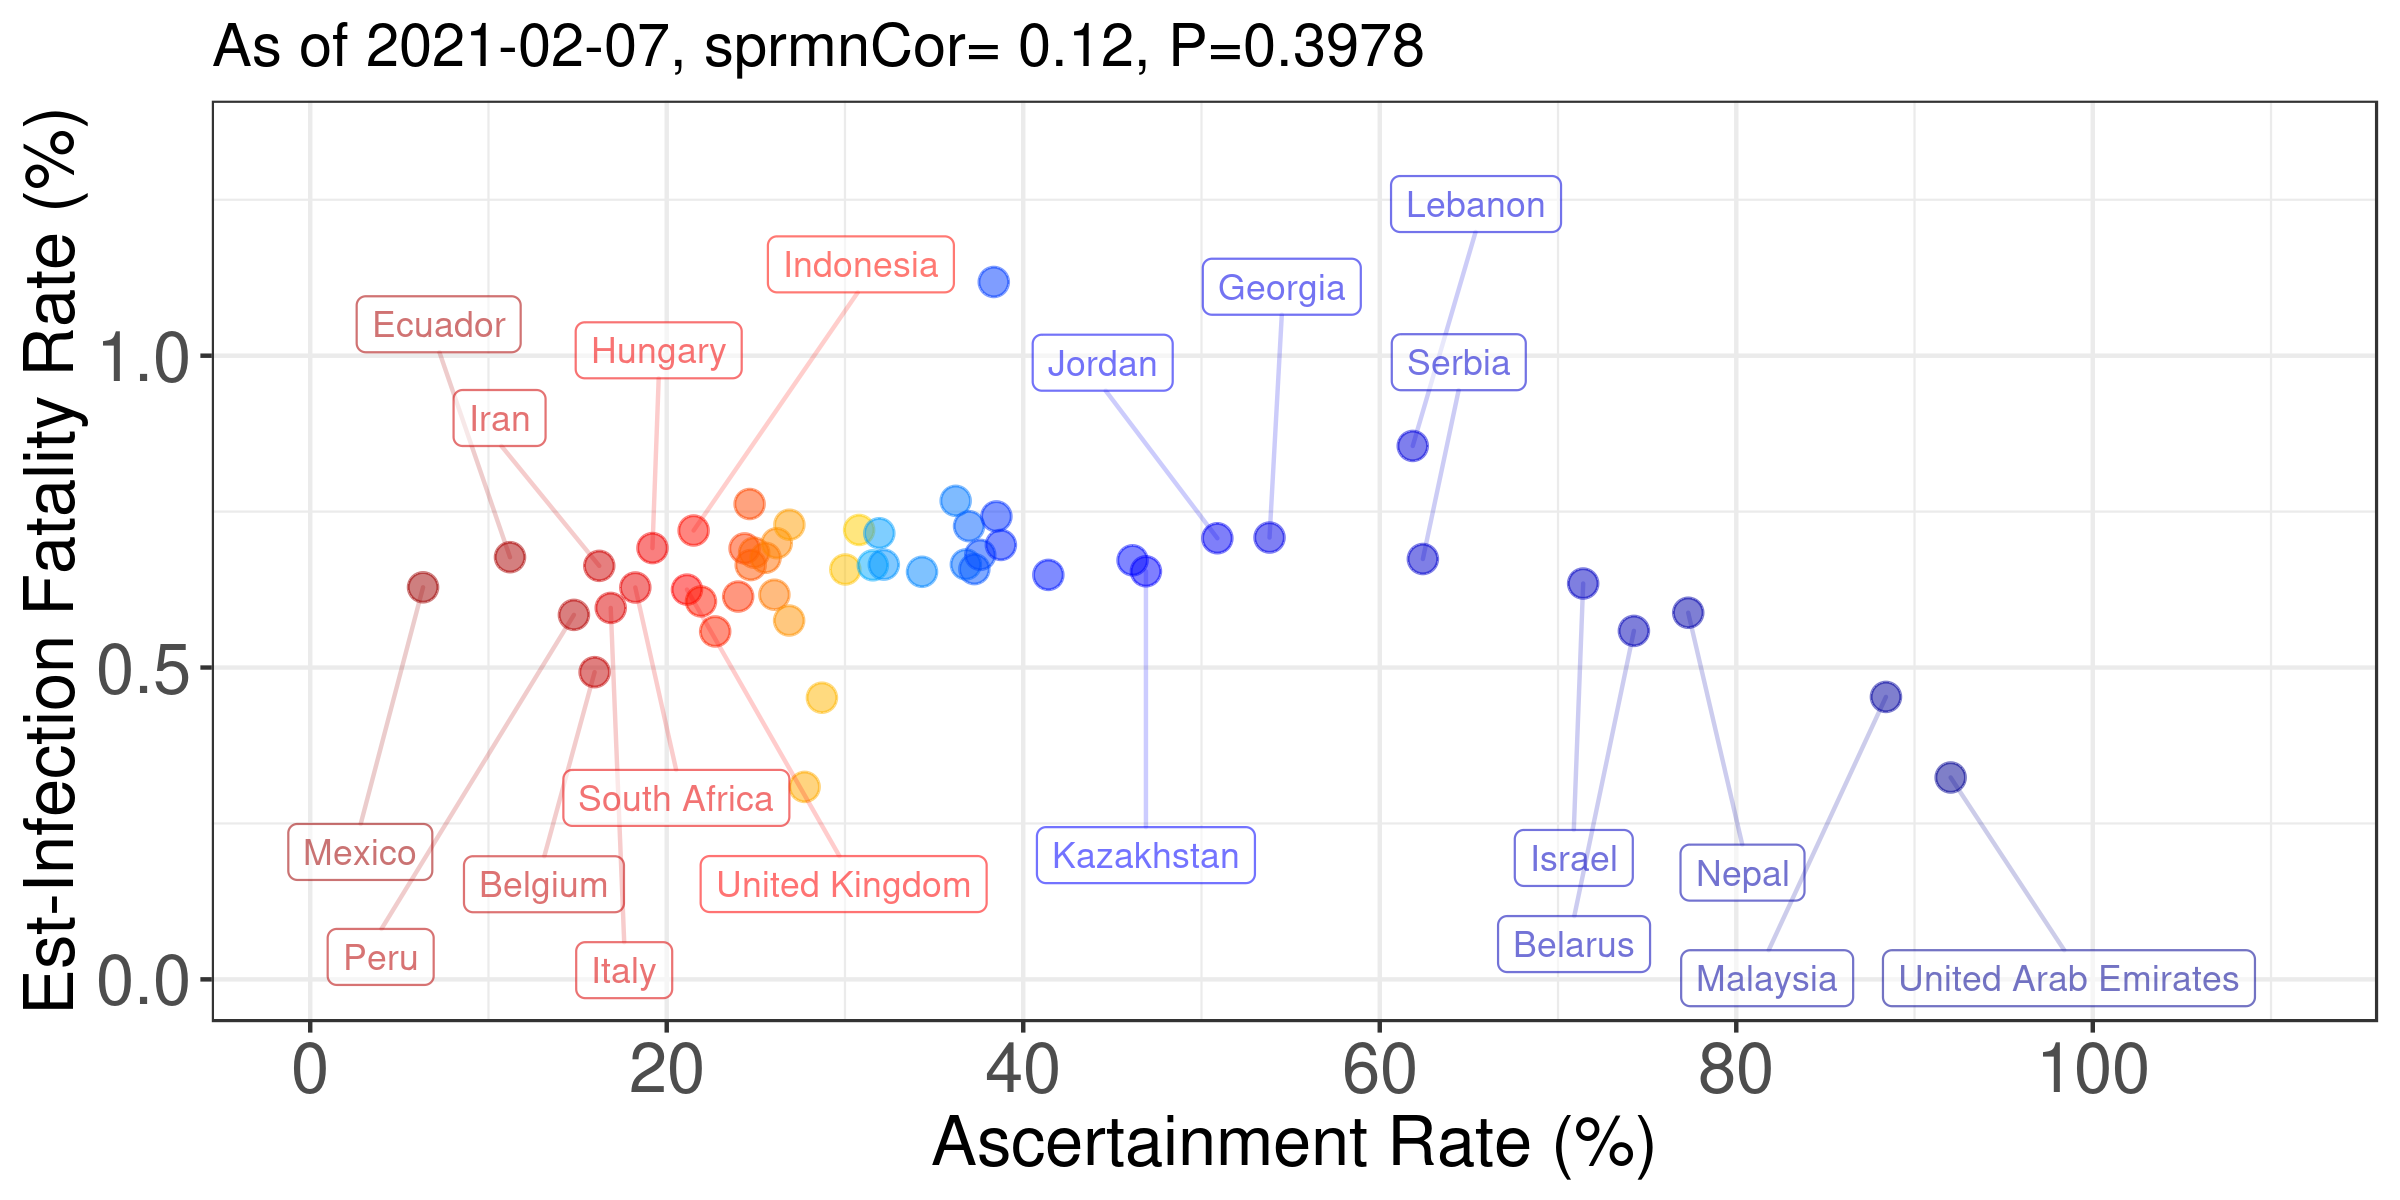 As of 2021-02-07, sprmnCor= 0.12, P=0.3978
Est-Infection Fatality Rate (%)
1.0
0.5
0.0
Lebanon
Indonesia
Georgia
Ecuador
Hungary
Jordan
Serbia
Iran
South Africa
Mexico
Kazakhstan
Israel
Nepal
Belgium
United Kingdom
Belarus
Peru
Italy
Malaysia
United Arab Emirates
0
20
40
60
80
100
Ascertainment Rate (%)